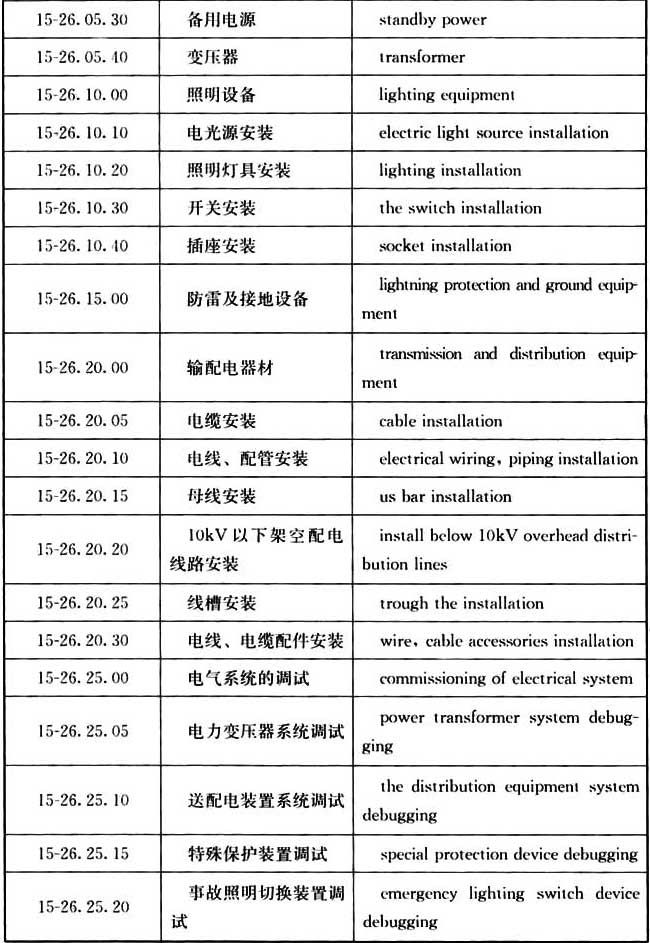 15-26.05.30 备用电源 standby power
15-26.05.40 变压器 transformer
15-26.10.00 照明设备 lighting equipment
15-26.10.10 电光源安装 electric light source installation
15-26.10.20 照明灯具安装 lighting installation
15-26.10.30 开关安装 the switch installation
15-26.10.40 插座安装 socket installation
15-26.15.00 防雷及接地设备 lightning protection and ground equip-
ment
15-26.20.00 输配电器材 transmission and distribution equip-
ment
15-26.20.05 电缆安装 cable installation
15-26.20.10 电线、配管安装 electrical wiring, piping installation
15-26.20.15 母线安装 us bar installation
15-26.20.20 10kV以下架空配电
线路安装 install below 10kV overhead distri-
bution lines
15-26.20.25 线槽安装 trough the installation
15-26.20.30 电线、电缆配件安装 wire, cable accessories installation
15-26.25.00 电气系统的调试 commissioning of electrical system
15-26.25.05 电力变压器系统调试 power transformer system debug-
ging
15-26.25.10 送配电装置系统调试 the distribution equipment system
debugging
15-26.25.15 特殊保护装置调试 special protection device debugging
15-26.25.20 事故照明切换装置调
试 emergency lighting switch device
debugging